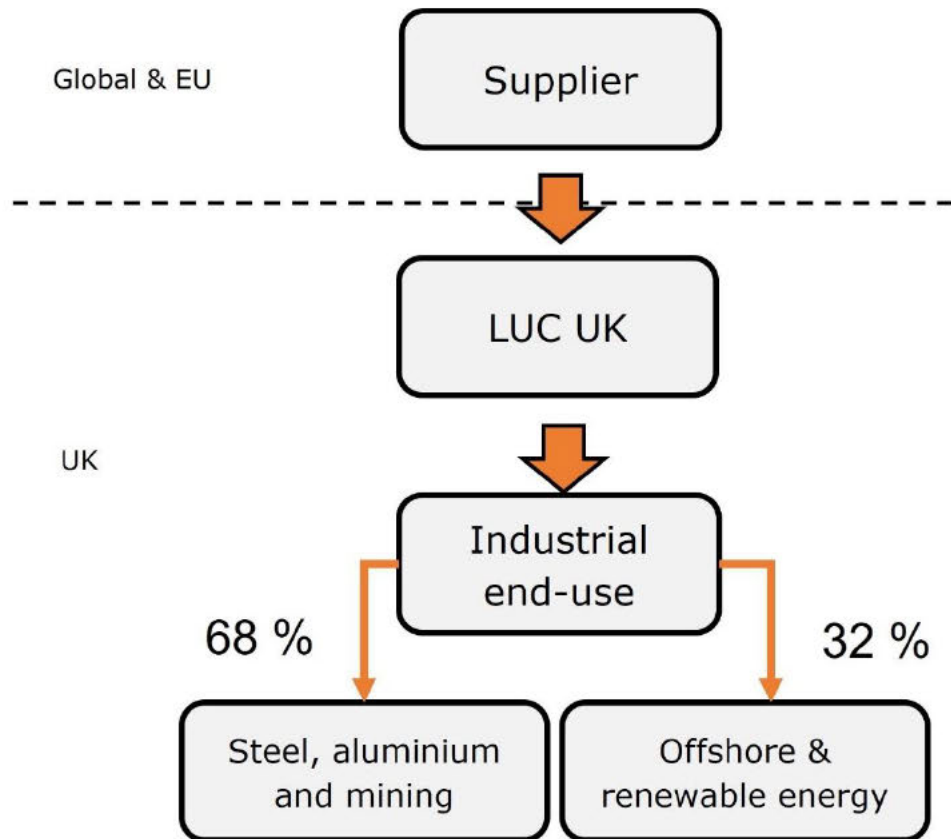 Global & EU
Supplier
LUC UK
UK
Industrial
end-use
68 %
32 %
Steel, aluminium
and mining
Offshore &
renewable energy